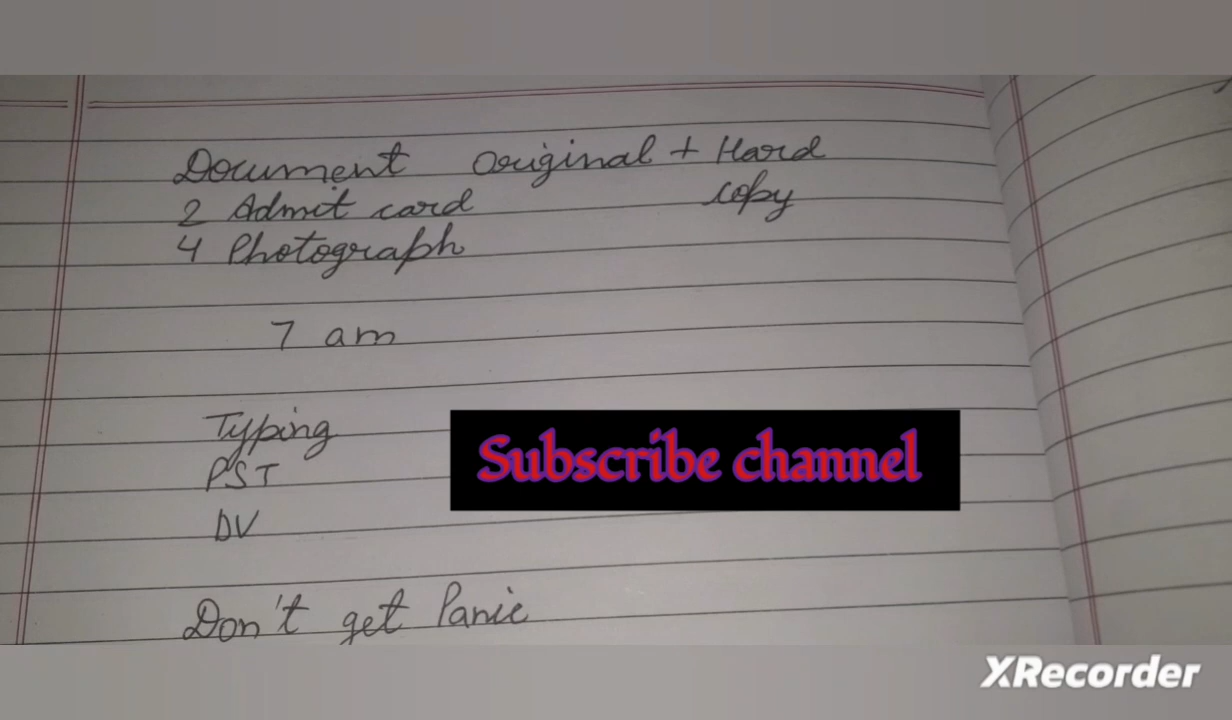 Document Original + Hard
copy
2 Admit card
4 Photograph
7 am
Typing
PST
DV
Subscribe channel
Don't get Panic
XRecorder